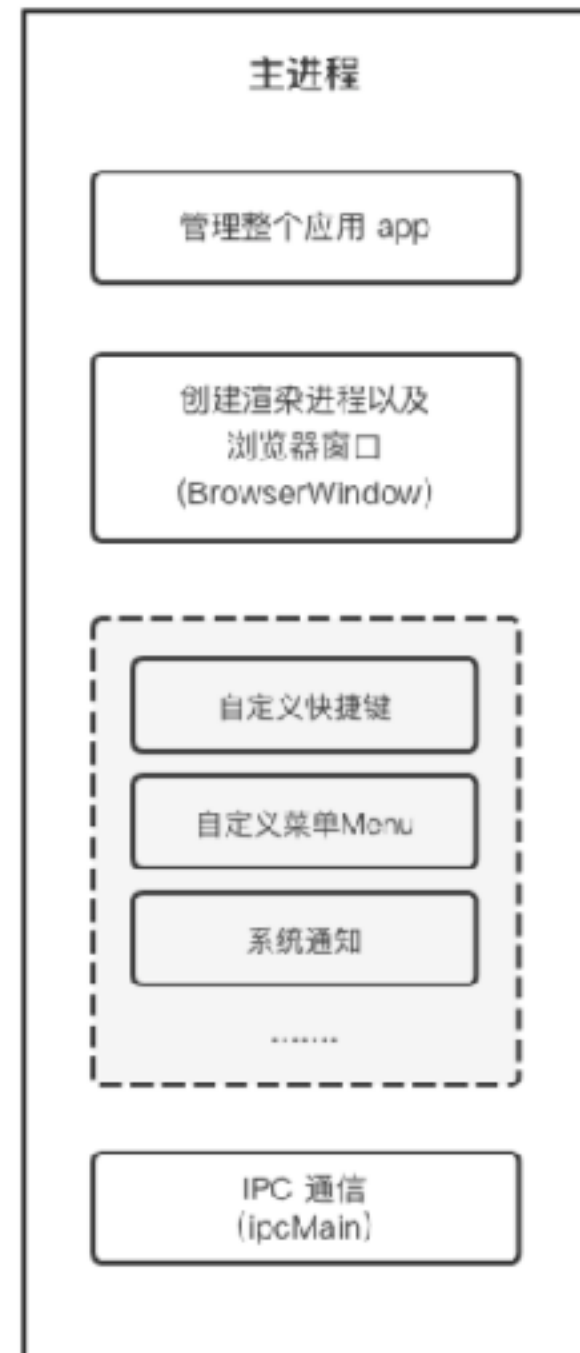 主进程
管理整个应用 app
创建渲染进程以及
浏览器窗口
(BrowserWindow)
自定义快捷键
自定义菜单Menu
系统通知
.......
IPC 通信
(ipcMain)